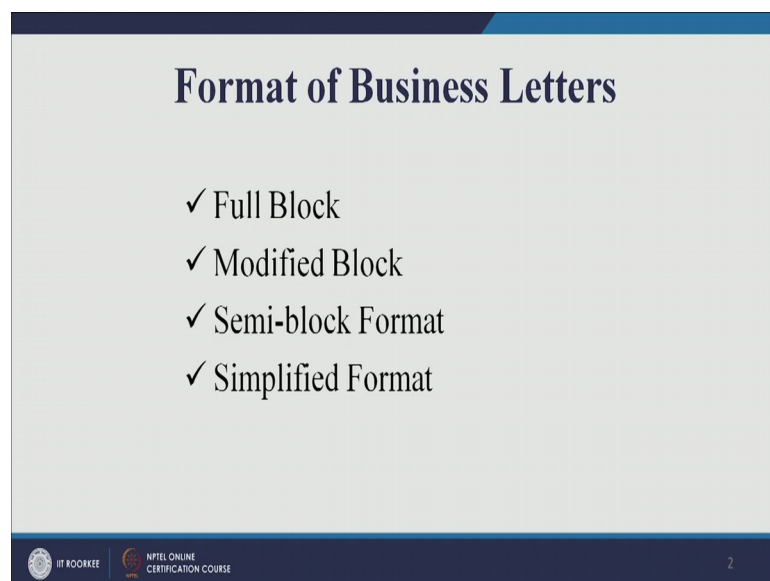 Format of Business Letters
✓ Full Block
✓ Modified Block
✓ Semi-block Format
✓ Simplified Format
IIT ROORKEE
NPTEL
NPTEL ONLINE
CERTIFICATION COURSE
2